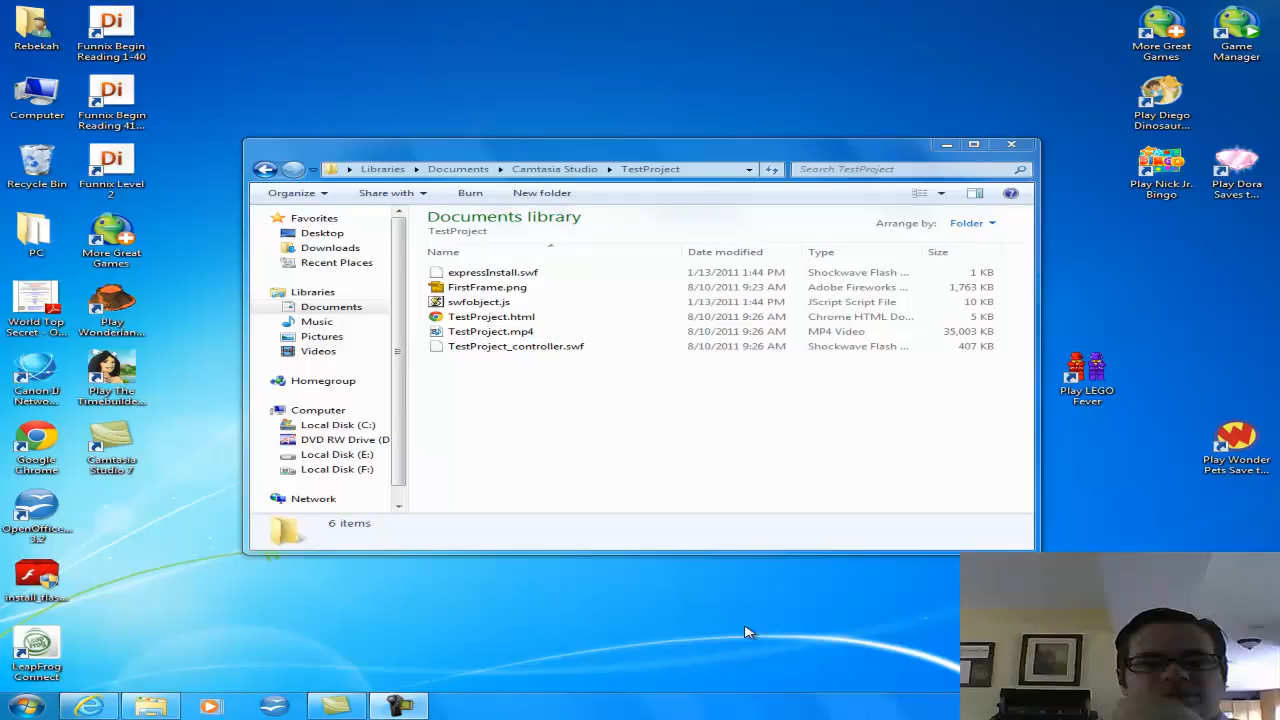 Rebekah
Di
Funnix Begin
Reading 1-40
Computer
Di
Funnix Begin
Reading 41...
Recycle Bin
Di
Funnix Level
2
PC
More Great
Games
World Top
Secret - O...
Play
Wonderlan...
Canon IJ
Netwo...
Play The
Timebuilde...
Google
Chrome
Camtasia
Studio 7
OpenOffice....
3.2
install_flas...
LeapFrog
Connect
More Great
Games
Game
Manager
Play Diego
Dinosaur...
Play Nick Jr.
Bingo
Play Dora
Saves t...
Play LEGO
Fever
Play Wonder
Pets Save t...
Libraries Documents Camtasia Studio TestProject
Search TestProject
Organize Share with Burn New folder
Favorites
Desktop
Downloads
Recent Places
Libraries
Documents
Music
Pictures
Videos
Homegroup
Computer
Local Disk (C:)
DVD RW Drive (D
Local Disk (E:)
Local Disk (F:)
Network
Documents library
TestProject
Arrange by: Folder
Name Date modified Type Size
expressInstall.swf 1/13/2011 1:44 PM Shockwave Flash ... 1 KB
FirstFrame.png 8/10/2011 9:23 AM Adobe Fireworks ... 1,763 KB
swfobject.js 1/13/2011 1:44 PM JScript Script File 10 KB
TestProject.html 8/10/2011 9:26 AM Chrome HTML Do... 5 KB
TestProject.mp4 8/10/2011 9:26 AM MP4 Video 35,003 KB
TestProject_controller.swf 8/10/2011 9:26 AM Shockwave Flash ... 407 KB
6 items